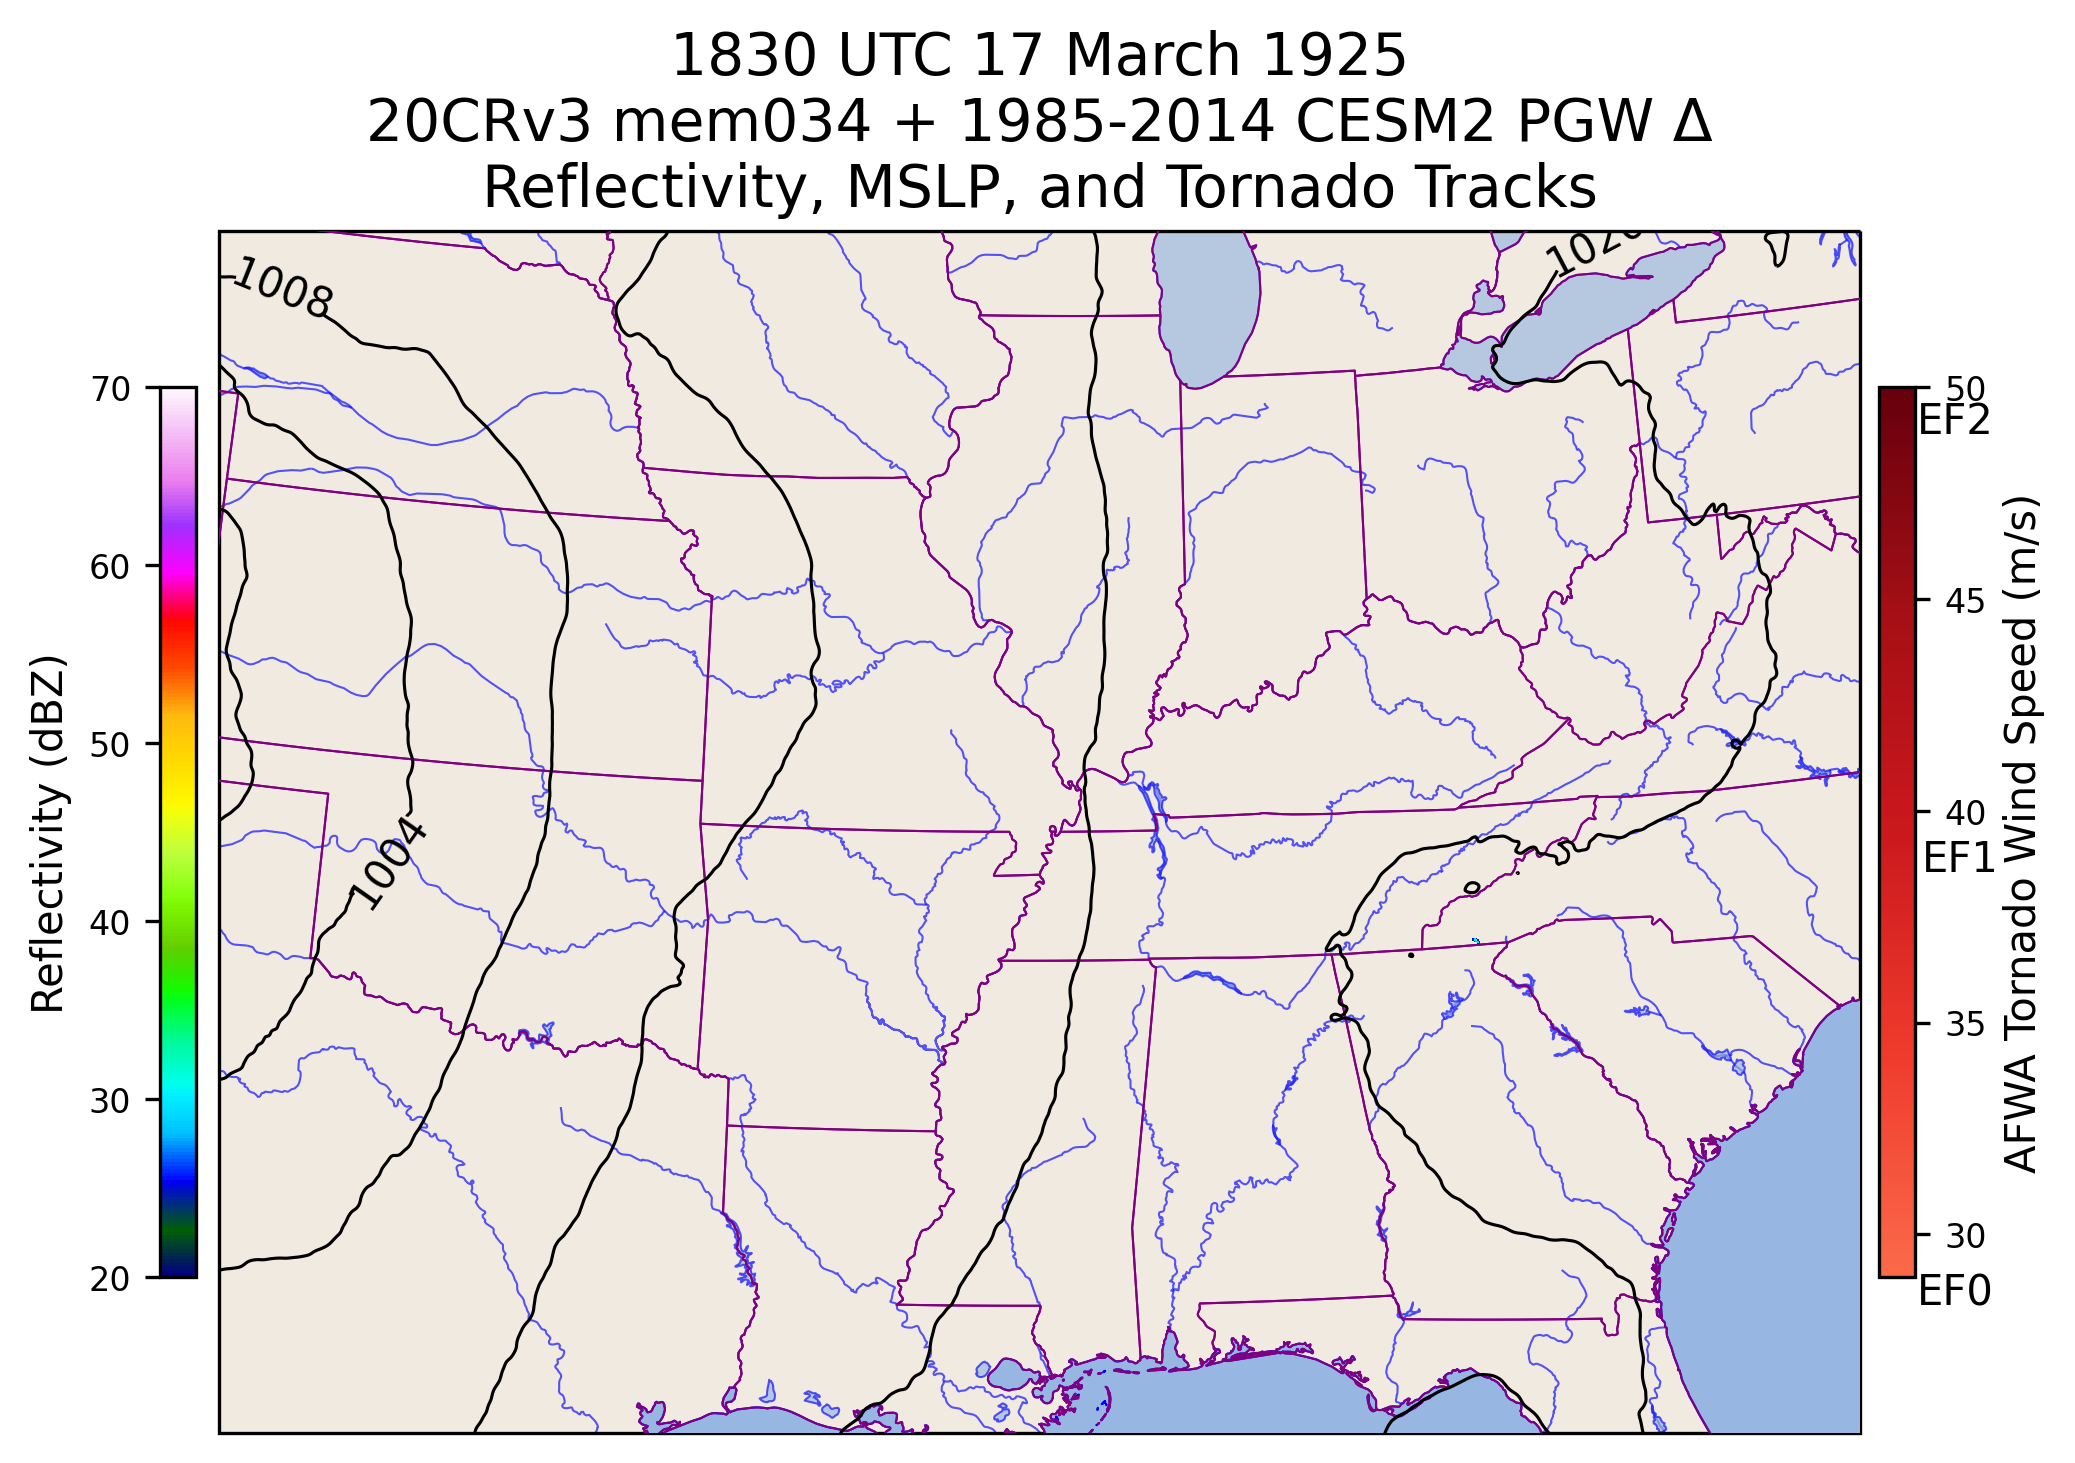 1830 UTC 17 March 1925
20CRv3 mem034 + 1985-2014 CESM2 PGW Δ
Reflectivity, MSLP, and Tornado Tracks
1008
1004
70
60
50
40
30
20
Reflectivity (dBZ)
50
EF2
45
40
EF1
35
30
EF0
AFWA Tornado Wind Speed (m/s)